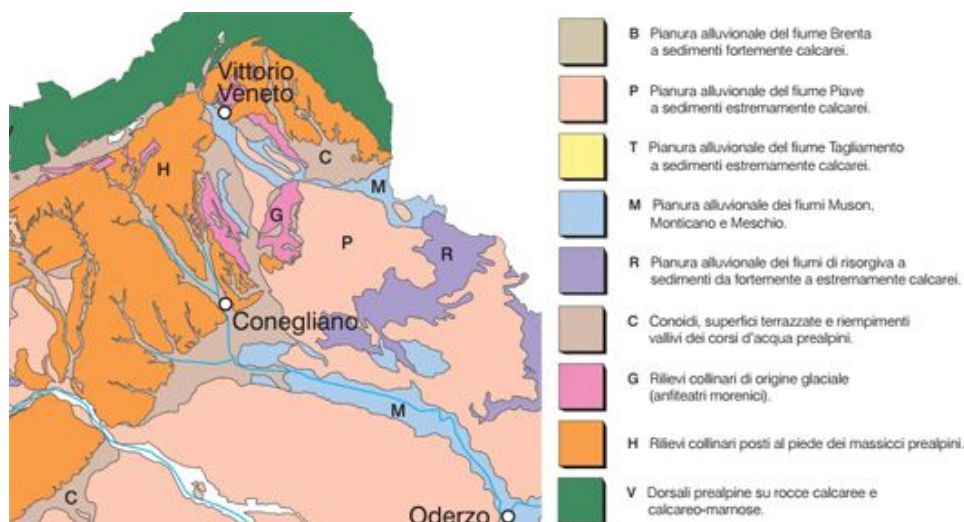 Vittorio
Veneto
C
H
M
G
P
R
Conegliano
M
C
Oderzo
B Pianura alluvionale del fiume Brenta
a sedimenti fortemente calcarei.
P Pianura alluvionale del fiume Piave
a sedimenti estremamente calcarei.
T Pianura alluvionale del fiume Tagliamento
a sedimenti estremamente calcarei.
M Pianura alluvionale dei fiumi Muson,
Monticano e Meschio.
R Pianura alluvionale dei fiumi di risorgiva a
sedimenti da fortemente a estremamente calcarei.
C Conoidi, superfici terrazzate e riempimenti
vallivi dei corsi d'acqua prealpini.
G Rilievi collinari di origine glaciale
(anfiteatri morenici).
H Rilievi collinari posti al piede dei massicci prealpini.
V Dorsali prealpine su rocce calcaree e
calcareo-marnose.